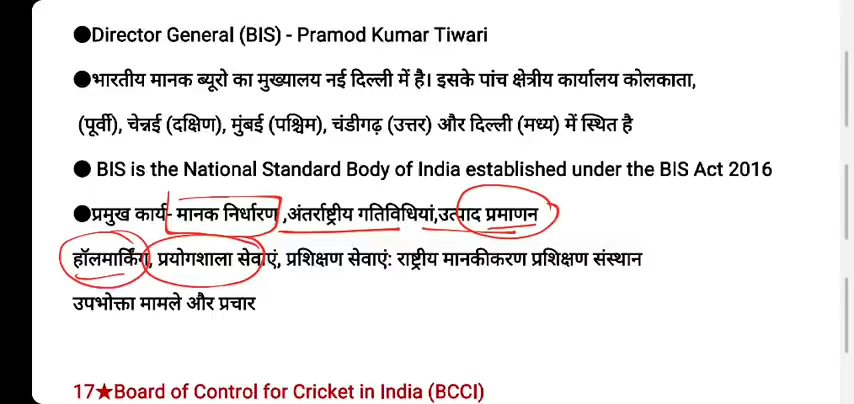 ●Director General (BIS) - Pramod Kumar Tiwari
●भारतीय मानक ब्यूरो का मुख्यालय नई दिल्ली में है। इसके पांच क्षेत्रीय कार्यालय कोलकाता,
(पूर्वी), चेन्नई (दक्षिण), मुंबई (पश्चिम), चंडीगढ़ (उत्तर) और दिल्ली (मध्य) में स्थित है
● BIS is the National Standard Body of India established under the BIS Act 2016
●प्रमुख कार्य- मानक निर्धारण ,अंतर्राष्ट्रीय गतिविधियां,उत्पाद प्रमाणन
हॉलमार्किंग, प्रयोगशाला सेवाएं, प्रशिक्षण सेवाएं: राष्ट्रीय मानकीकरण प्रशिक्षण संस्थान
उपभोक्ता मामले और प्रचार
17★Board of Control for Cricket in India (BCCI)